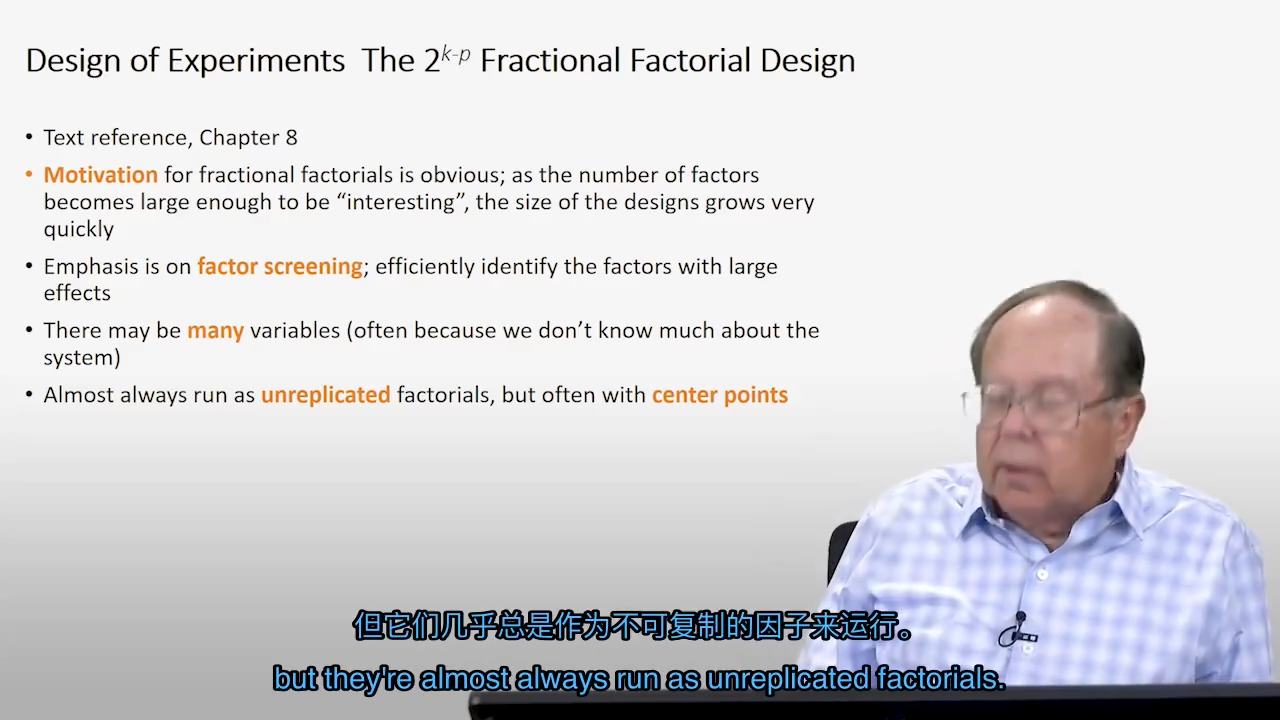 Design of Experiments The 2^k-p Fractional Factorial Design
• Text reference, Chapter 8
• Motivation for fractional factorials is obvious; as the number of factors
becomes large enough to be “interesting”, the size of the designs grows very
quickly
• Emphasis is on factor screening; efficiently identify the factors with large
effects
• There may be many variables (often because we don’t know much about the
system)
• Almost always run as unreplicated factorials, but often with center points
但它们几乎总是作为不可复制的因子来运行。
but they're almost always run as unreplicated factorials.